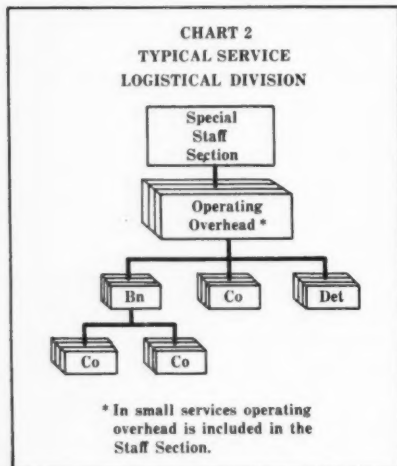 CHART 2
TYPICAL SERVICE
LOGISTICAL DIVISION
Special
Staff
Section
Operating
Overhead *
Bn
Co
Det
Co
Co
* In small services operating
overhead is included in the
Staff Section.